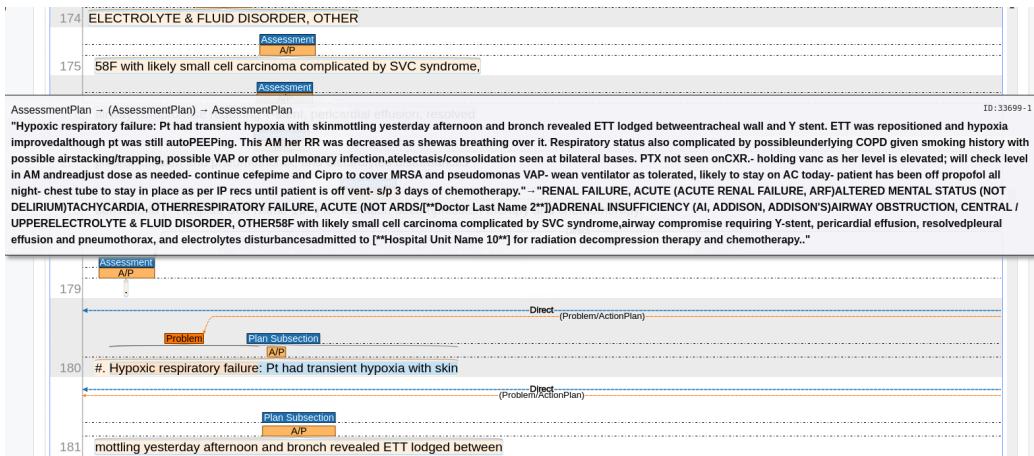 174 ELECTROLYTE & FLUID DISORDER, OTHER
Assessment
A/P
175 58F with likely small cell carcinoma complicated by SVC syndrome,
Assessment
AssessmentPlan → (AssessmentPlan) → AssessmentPlan ID:33699-1
"Hypoxic respiratory failure: Pt had transient hypoxia with skinmottling yesterday afternoon and bronch revealed ETT lodged betweentracheal wall and Y stent. ETT was repositioned and hypoxia
improvedalthough pt was still autoPEEPing. This AM her RR was decreased as shewas breathing over it. Respiratory status also complicated by possibleunderlying COPD given smoking history with
possible airstacking/trapping, possible VAP or other pulmonary infection,atelectasis/consolidation seen at bilateral bases. PTX not seen onCXR.- holding vanc as her level is elevated; will check level
in AM andreadjust dose as needed- continue cefepime and Cipro to cover MRSA and pseudomonas VAP- wean ventilator as tolerated, likely to stay on AC today- patient has been off propofol all
night- chest tube to stay in place as per IP recs until patient is off vent- s/p 3 days of chemotherapy."→"RENAL FAILURE, ACUTE (ACUTE RENAL FAILURE, ARF)ALTERED MENTAL STATUS (NOT
DELIRIUM)TACHYCARDIA, OTHERRESPIRATORY FAILURE, ACUTE (NOT ARDS/[**Doctor Last Name 2**])ADRENAL INSUFFICIENCY (AI, ADDISON, ADDISON'S)AIRWAY OBSTRUCTION, CENTRAL /
UPPERELECTROLYTE & FLUID DISORDER, OTHER58F with likely small cell carcinoma complicated by SVC syndrome,airway compromise requiring Y-stent, pericardial effusion, resolvedpleural
effusion and pneumothorax, and electrolytes disturbancesadmitted to [**Hospital Unit Name 10**] for radiation decompression therapy and chemotherapy.."
Assessment
A/P
179 .
Direct
(Problem/ActionPlan)
Problem Plan Subsection
A/P
180 #. Hypoxic respiratory failure: Pt had transient hypoxia with skin
Direct
(Problem/ActionPlan)
Plan Subsection
A/P
181 mottling yesterday afternoon and bronch revealed ETT lodged between